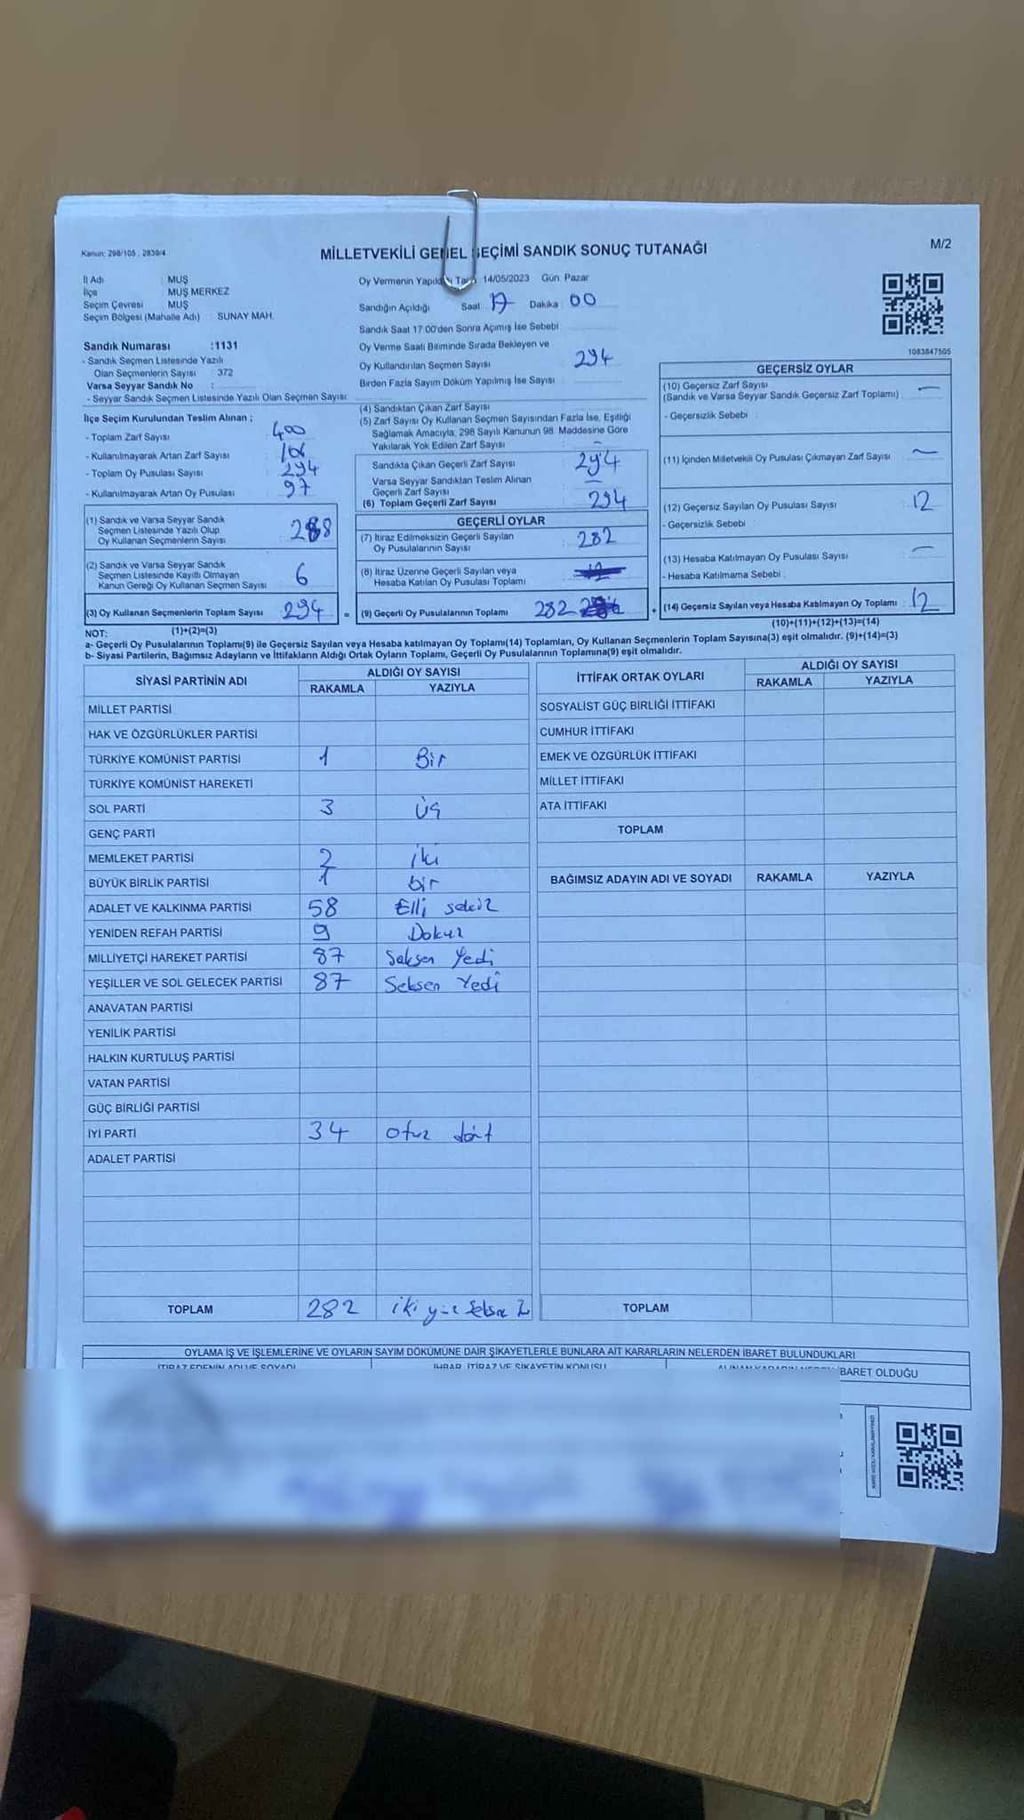 Kanun: 298/105 , 2839/4
MİLLETVEKİLİ GENEL SEÇİMİ SANDIK SONUÇ TUTANAĞI
M/2
İl Adı : MUŞ
İlçe MUŞ MERKEZ
Seçim Çevresi : MUŞ
Seçim Bölgesi (Mahalle Adı) : SUNAY MAH.
Oy Vermenin Yapıldığı Tarih 14/05/2023 Gün: Pazar
Sandığın Açıldığı Saat 17 Dakika 00
Sandık Saat 17.00'den Sonra Açılmış İse Sebebi
Oy Verme Saati Bitiminde Sırada Bekleyen ve
Oy Kullandırılan Seçmen Sayısı 294
Birden Fazla Sayım Döküm Yapılmış İse Sayısı
1083847505
Sandık Numarası :1131
- Sandık Seçmen Listesinde Yazılı
Olan Seçmenlerin Sayısı : 372
Varsa Seyyar Sandık No :
- Seyyar Sandık Seçmen Listesinde Yazılı Olan Seçmen Sayısı
İlçe Seçim Kurulundan Teslim Alınan ;
- Toplam Zarf Sayısı 400
- Kullanılmayarak Artan Zarf Sayısı 106
- Toplam Oy Pusulası Sayısı 294
- Kullanılmayarak Artan Oy Pusulası 97
(1) Sandık ve Varsa Seyyar Sandık
Seçmen Listesinde Yazılı Olup
Oy Kullanan Seçmenlerin Sayısı 288
(2) Sandık ve Varsa Seyyar Sandık
Seçmen Listesinde Kayıtlı Olmayan
Kanun Gereği Oy Kullanan Seçmen Sayısı 6
(3) Oy Kullanan Seçmenlerin Toplam Sayısı 294 =
(1)+(2)=(3)
(4) Sandıktan Çıkan Zarf Sayısı
(5) Zarf Sayısı Oy Kullanan Seçmen Sayısından Fazla İse, Eşitliği
Sağlamak Amacıyla, 298 Sayılı Kanunun 98. Maddesine Göre
Yakılarak Yok Edilen Zarf Sayısı –
Sandıkta Çıkan Geçerli Zarf Sayısı 294
Varsa Seyyar Sandıktan Teslim Alınan
Geçerli Zarf Sayısı –
(6) Toplam Geçerli Zarf Sayısı 294
GEÇERLİ OYLAR
(7) İtiraz Edilmeksizin Geçerli Sayılan
Oy Pusulalarının Sayısı 282
(8) İtiraz Üzerine Geçerli Sayılan veya
Hesaba Katılan Oy Pusulası Toplamı
(9) Geçerli Oy Pusulalarının Toplamı 282 +
GEÇERSİZ OYLAR
(10) Geçersiz Zarf Sayısı –
(Sandık ve Varsa Seyyar Sandık Geçersiz Zarf Toplamı)
- Geçersizlik Sebebi :
(11) İçinden Milletvekili Oy Pusulası Çıkmayan Zarf Sayısı –
(12) Geçersiz Sayılan Oy Pusulası Sayısı 12
- Geçersizlik Sebebi
(13) Hesaba Katılmayan Oy Pusulası Sayısı –
- Hesaba Katılmama Sebebi :
(14) Geçersiz Sayılan veya Hesaba Katılmayan Oy Toplamı : 12
(10)+(11)+(12)+(13)=(14)
NOT:
a- Geçerli Oy Pusulalarının Toplamı(9) ile Geçersiz Sayılan veya Hesaba katılmayan Oy Toplamı(14) Toplamları, Oy Kullanan Seçmenlerin Toplam Sayısına(3) eşit olmalıdır. (9)+(14)=(3)
b- Siyasi Partilerin, Bağımsız Adayların ve İttifakların Aldığı Ortak Oyların Toplamı, Geçerli Oy Pusulalarının Toplamına(9) eşit olmalıdır.
SİYASİ PARTİNİN ADI ALDIĞI OY SAYISI
RAKAMLA YAZIYLA
MİLLET PARTİSİ
HAK VE ÖZGÜRLÜKLER PARTİSİ
TÜRKİYE KOMÜNİST PARTİSİ 1 Bir
TÜRKİYE KOMÜNİST HAREKETİ
SOL PARTİ 3 Üç
GENÇ PARTİ
MEMLEKET PARTİSİ 2 iki
BÜYÜK BİRLİK PARTİSİ 1 bir
ADALET VE KALKINMA PARTİSİ 58 Elli sekiz
YENİDEN REFAH PARTİSİ 9 Dokuz
MİLLİYETÇİ HAREKET PARTİSİ 87 Seksen Yedi
YEŞİLLER VE SOL GELECEK PARTİSİ 87 Seksen Yedi
ANAVATAN PARTİSİ
YENİLİK PARTİSİ
HALKIN KURTULUŞ PARTİSİ
VATAN PARTİSİ
GÜÇ BİRLİĞİ PARTİSİ
İYİ PARTİ 34 otuz dört
ADALET PARTİSİ
TOPLAM 282 iki yüz seksen
İTTİFAK ORTAK OYLARI ALDIĞI OY SAYISI
RAKAMLA YAZIYLA
SOSYALİST GÜÇ BİRLİĞİ İTTİFAKI
CUMHUR İTTİFAKI
EMEK VE ÖZGÜRLÜK İTTİFAKI
MİLLET İTTİFAKI
ATA İTTİFAKI
TOPLAM
BAĞIMSIZ ADAYIN ADI VE SOYADI RAKAMLA YAZIYLA
TOPLAM
OYLAMA İŞ VE İŞLEMLERİNE VE OYLARIN SAYIM DÖKÜMÜNE DAİR ŞİKAYETLERLE BUNLARA AİT KARARLARIN NELERDEN İBARET BULUNDUKLARI
İTİRAZ EDENİN ADI VE SOYADI İHBAR, İTİRAZ VE ŞİKAYETİN KONUSU İBARET OLDUĞU